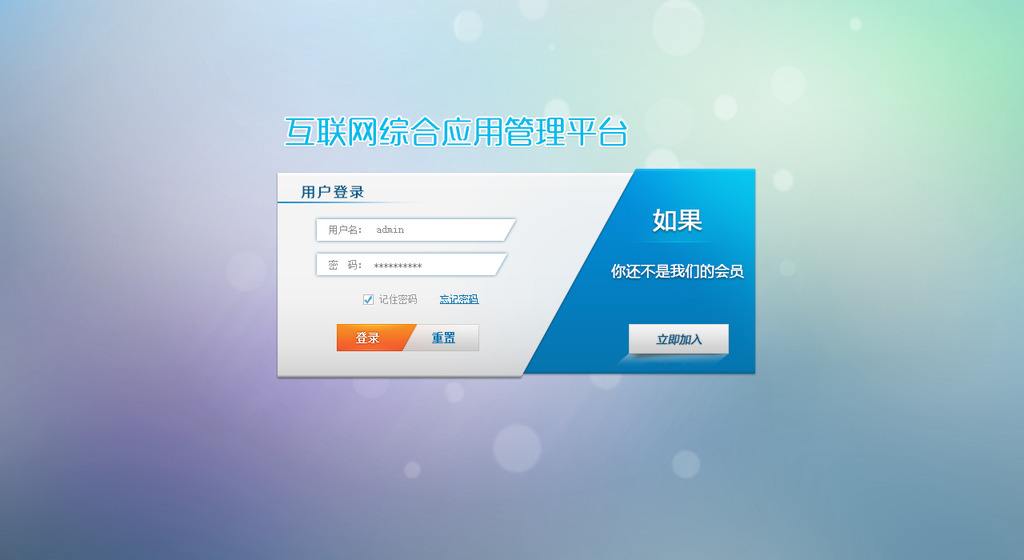 互联网综合应用管理平台
用户登录
用户名: admin
密 码: **********
记住密码 忘记密码
登录 重置
如果
你还不是我们的会员
立即加入